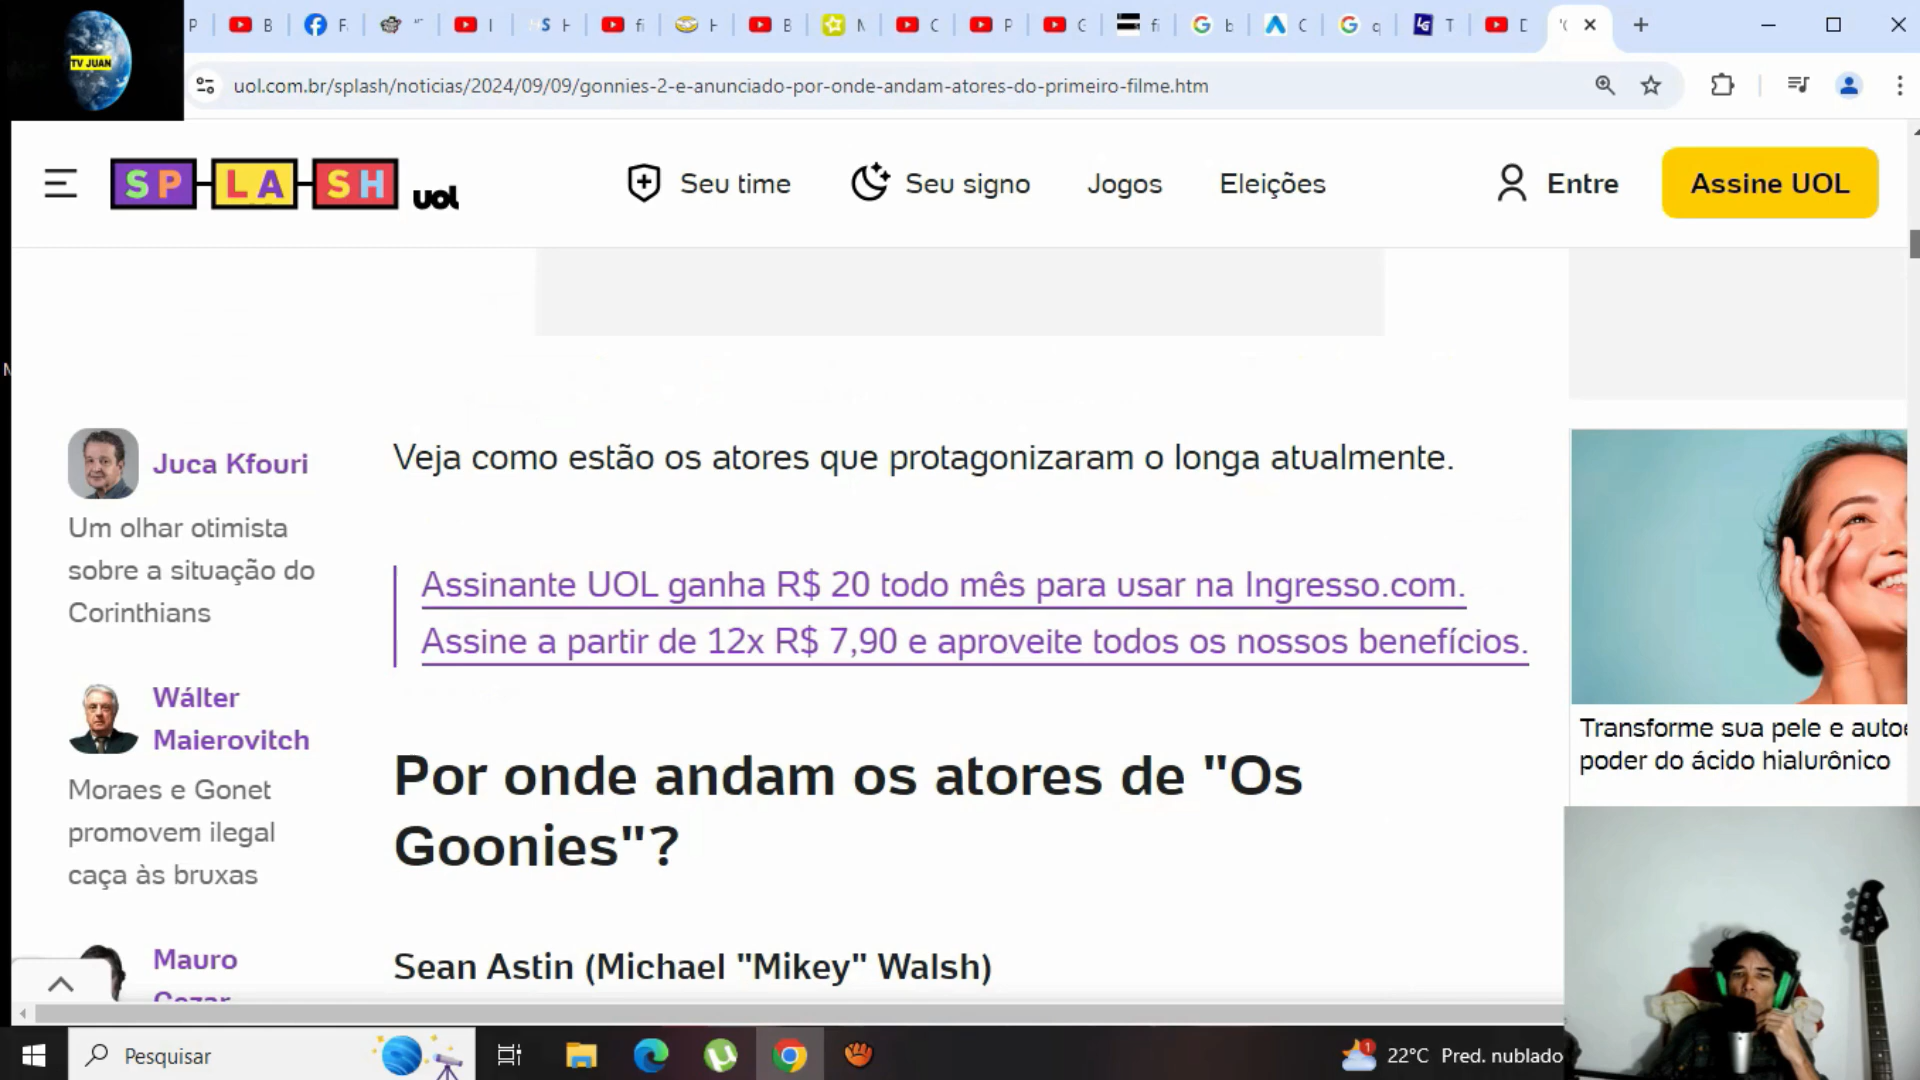 TV JUAN
P
B
F
I
H
fi
H
B
N
C
P
C
fi
b
C
q
T
D
uol.com.br/splash/noticias/2024/09/09/gonnies-2-e-anunciado-por-onde-andam-atores-do-primeiro-filme.htm
SPLASH uol
Seu time
Seu signo
Jogos
Eleições
Entre
Assine UOL
Juca Kfouri
Um olhar otimista
sobre a situação do
Corinthians
Wálter
Maierovitch
Moraes e Gonet
promovem ilegal
caça às bruxas
Mauro
Cezar
Veja como estão os atores que protagonizaram o longa atualmente.
Assinante UOL ganha R$ 20 todo mês para usar na Ingresso.com.
Assine a partir de 12x R$ 7,90 e aproveite todos os nossos benefícios.
Por onde andam os atores de "Os
Goonies"?
Sean Astin (Michael "Mikey" Walsh)
Transforme sua pele e auto
poder do ácido hialurônico
Pesquisar
1
22°C Pred. nublado